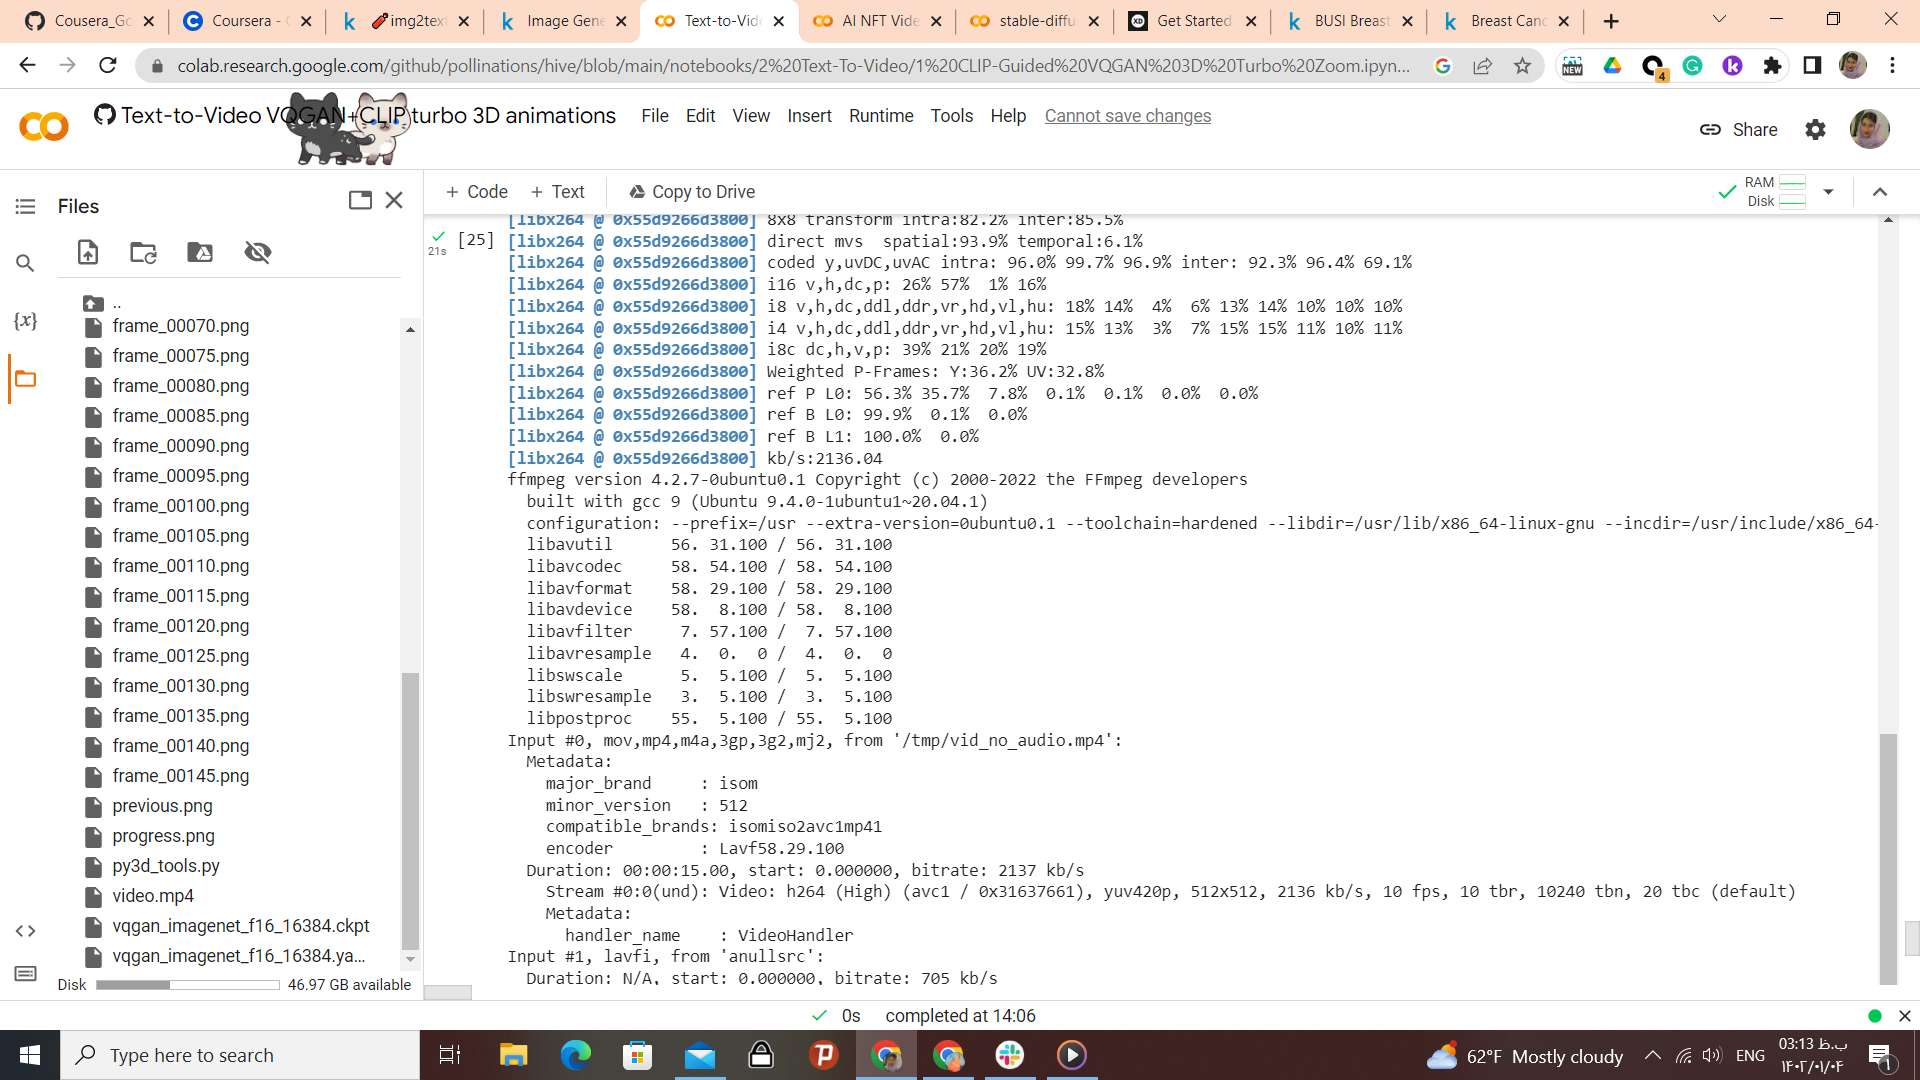 Cousera_Go
Coursera - C
img2text
Image Gene
Text-to-Vide
AI NFT Vide
stable-diffu
Get Started
BUSI Breast
Breast Canc
colab.research.google.com/github/pollinations/hive/blob/main/notebooks/2%20Text-To-Video/1%20CLIP-Guided%20VQGAN%203D%20Turbo%20Zoom.ipyn...
NEW
4
Text-to-Video VQGAN+CLIP turbo 3D animations
File Edit View Insert Runtime Tools Help Cannot save changes
Share
Files
+ Code + Text Copy to Drive
RAM
Disk
..
frame_00070.png
frame_00075.png
frame_00080.png
frame_00085.png
frame_00090.png
frame_00095.png
frame_00100.png
frame_00105.png
frame_00110.png
frame_00115.png
frame_00120.png
frame_00125.png
frame_00130.png
frame_00135.png
frame_00140.png
frame_00145.png
previous.png
progress.png
py3d_tools.py
video.mp4
vqgan_imagenet_f16_16384.ckpt
vqgan_imagenet_f16_16384.ya...
Disk 46.97 GB available
21s
[25]
[libx264 @ 0x55d9266d3800] 8x8 transform intra:82.2% inter:85.5%
[libx264 @ 0x55d9266d3800] direct mvs  spatial:93.9% temporal:6.1%
[libx264 @ 0x55d9266d3800] coded y,uvDC,uvAC intra: 96.0% 99.7% 96.9% inter: 92.3% 96.4% 69.1%
[libx264 @ 0x55d9266d3800] i16 v,h,dc,p: 26% 57%  1% 16%
[libx264 @ 0x55d9266d3800] i8 v,h,dc,ddl,ddr,vr,hd,vl,hu: 18% 14%  4%  6% 13% 14% 10% 10% 10%
[libx264 @ 0x55d9266d3800] i4 v,h,dc,ddl,ddr,vr,hd,vl,hu: 15% 13%  3%  7% 15% 15% 11% 10% 11%
[libx264 @ 0x55d9266d3800] i8c dc,h,v,p: 39% 21% 20% 19%
[libx264 @ 0x55d9266d3800] Weighted P-Frames: Y:36.2% UV:32.8%
[libx264 @ 0x55d9266d3800] ref P L0: 56.3% 35.7%  7.8%  0.1%  0.1%  0.0%  0.0%
[libx264 @ 0x55d9266d3800] ref B L0: 99.9%  0.1%  0.0%
[libx264 @ 0x55d9266d3800] ref B L1: 100.0%  0.0%
[libx264 @ 0x55d9266d3800] kb/s:2136.04
ffmpeg version 4.2.7-0ubuntu0.1 Copyright (c) 2000-2022 the FFmpeg developers
built with gcc 9 (Ubuntu 9.4.0-1ubuntu1~20.04.1)
configuration: --prefix=/usr --extra-version=0ubuntu0.1 --toolchain=hardened --libdir=/usr/lib/x86_64-linux-gnu --incdir=/usr/include/x86_64-
libavutil      56. 31.100 / 56. 31.100
libavcodec     58. 54.100 / 58. 54.100
libavformat    58. 29.100 / 58. 29.100
libavdevice    58.  8.100 / 58.  8.100
libavfilter     7. 57.100 /  7. 57.100
libavresample   4.  0.  0 /  4.  0.  0
libswscale      5.  5.100 /  5.  5.100
libswresample   3.  5.100 /  3.  5.100
libpostproc    55.  5.100 / 55.  5.100
Input #0, mov,mp4,m4a,3gp,3g2,mj2, from '/tmp/vid_no_audio.mp4':
Metadata:
major_brand     : isom
minor_version   : 512
compatible_brands: isomiso2avc1mp41
encoder         : Lavf58.29.100
Duration: 00:00:15.00, start: 0.000000, bitrate: 2137 kb/s
Stream #0:0(und): Video: h264 (High) (avc1 / 0x31637661), yuv420p, 512x512, 2136 kb/s, 10 fps, 10 tbr, 10240 tbn, 20 tbc (default)
Metadata:
handler_name    : VideoHandler
Input #1, lavfi, from 'anullsrc':
Duration: N/A, start: 0.000000, bitrate: 705 kb/s
0s completed at 14:06
Type here to search
62°F Mostly cloudy
ENG
03:13 ب.ظ
۱۴۰۲/۰۱/۰۴
۱